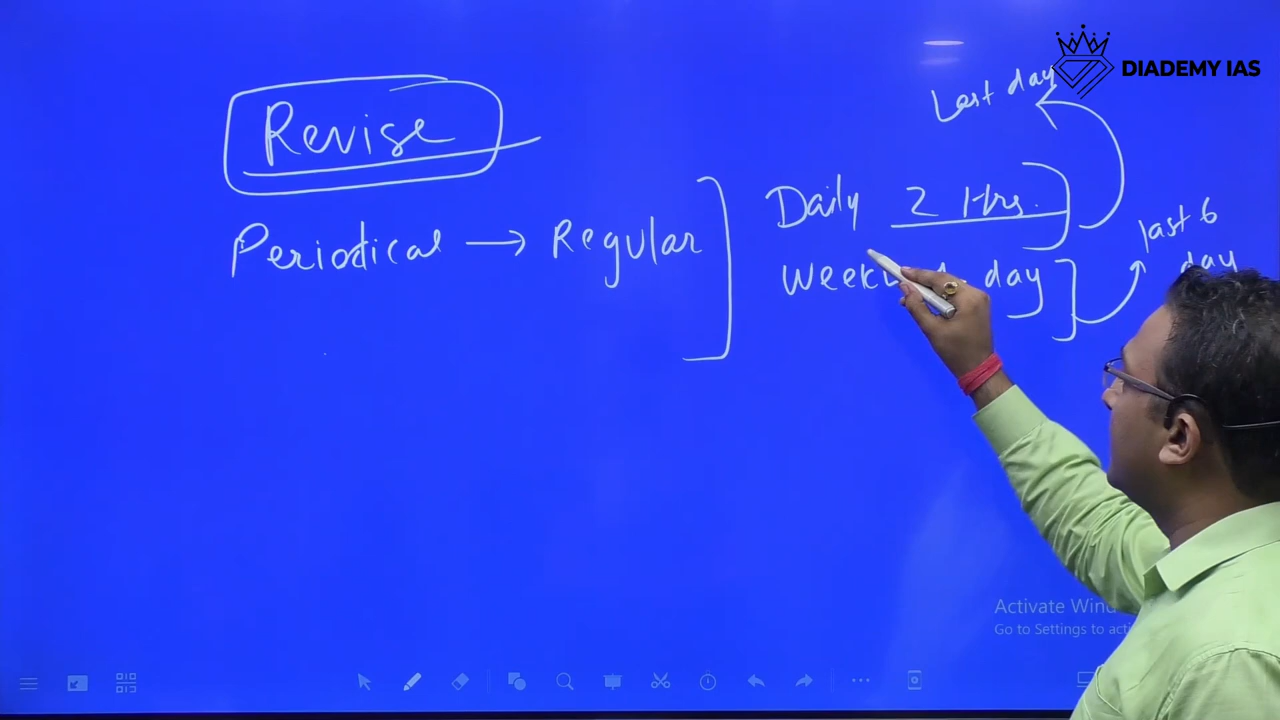 DIADEMY IAS
Last day
Revise
Periodical → Regular
Daily 2 Hrs.
last 6
day
day
Activate Wind
Go to Settings to acti